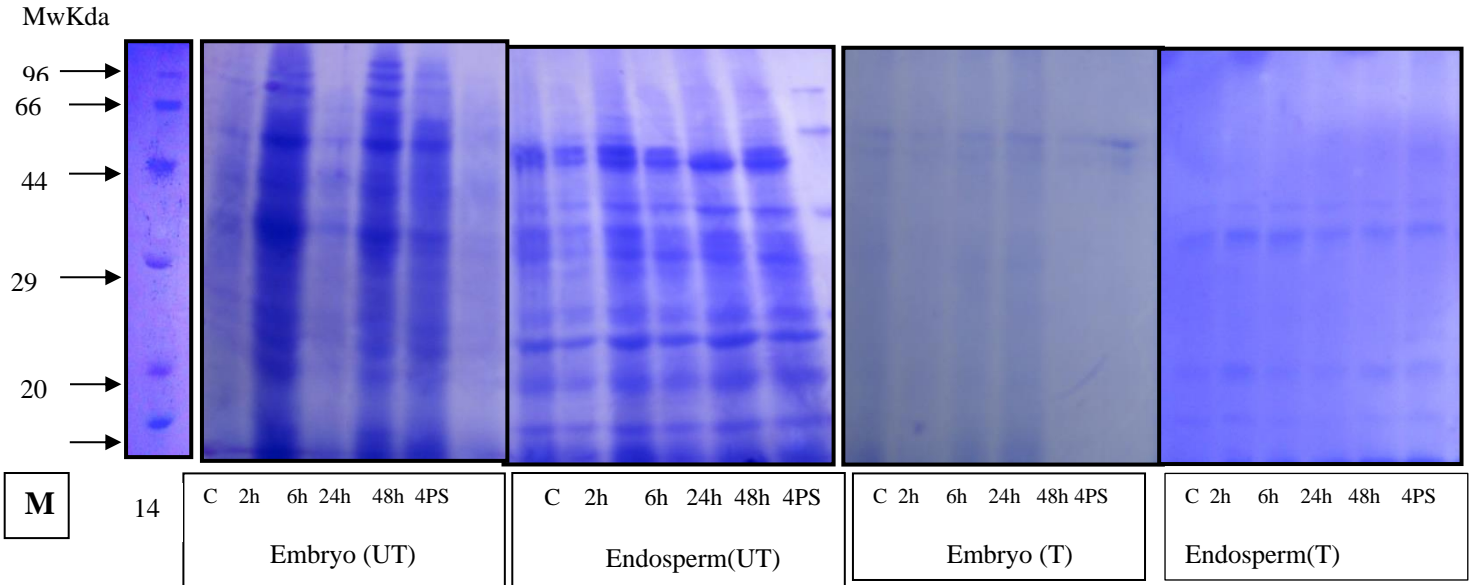 MwKda
96
66
44
29
20
M 14
C 2h 6h 24h 48h 4PS
Embryo (UT)
C 2h 6h 24h 48h 4PS
Endosperm(UT)
C 2h 6h 24h 48h 4PS
Embryo (T)
C 2h 6h 24h 48h 4PS
Endosperm(T)